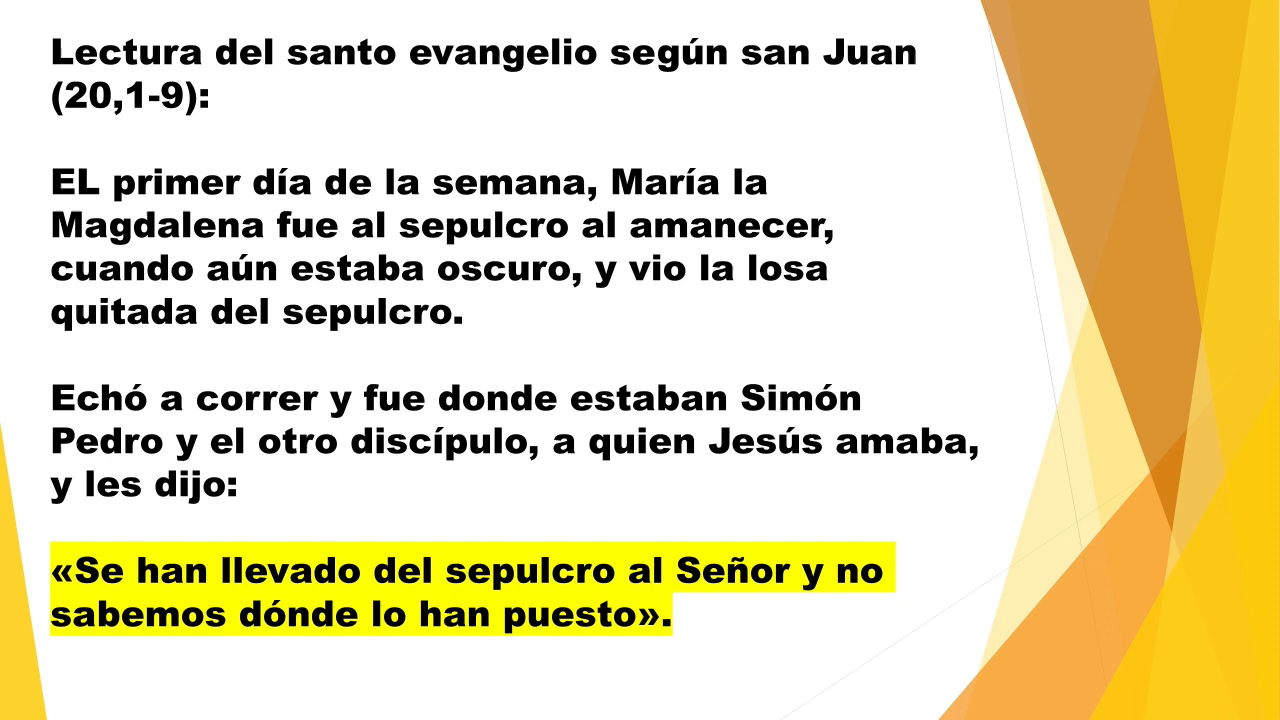 Lectura del santo evangelio según san Juan
(20,1-9):
EL primer día de la semana, María la
Magdalena fue al sepulcro al amanecer,
cuando aún estaba oscuro, y vio la losa
quitada del sepulcro.
Echó a correr y fue donde estaban Simón
Pedro y el otro discípulo, a quien Jesús amaba,
y les dijo:
«Se han llevado del sepulcro al Señor y no
sabemos dónde lo han puesto».